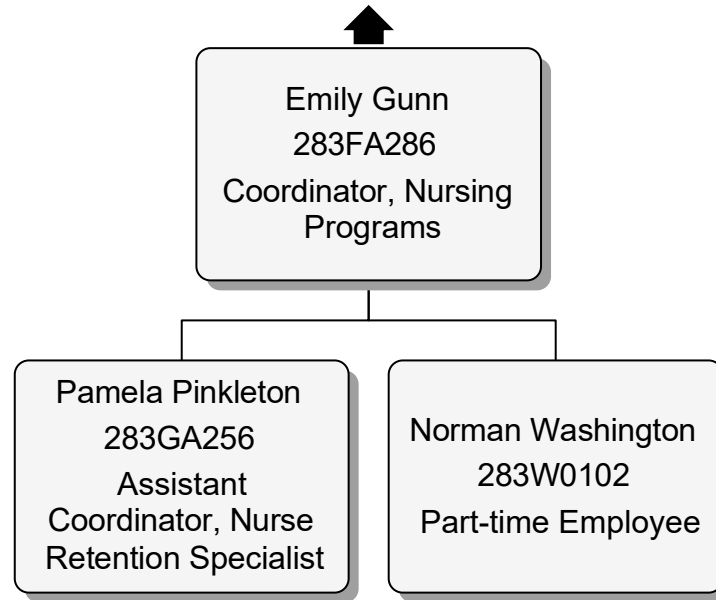 Emily Gunn
283FA286
Coordinator, Nursing
Programs
Pamela Pinkleton
283GA256
Assistant
Coordinator, Nurse
Retention Specialist
Norman Washington
283W0102
Part-time Employee